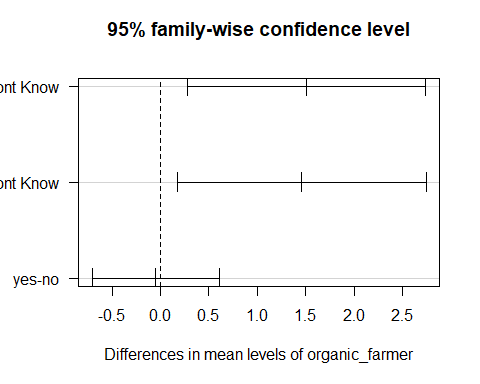 95% family-wise confidence level
ont Know
ont Know
yes-no
-0.5 0.0 0.5 1.0 1.5 2.0 2.5
Differences in mean levels of organic_farmer